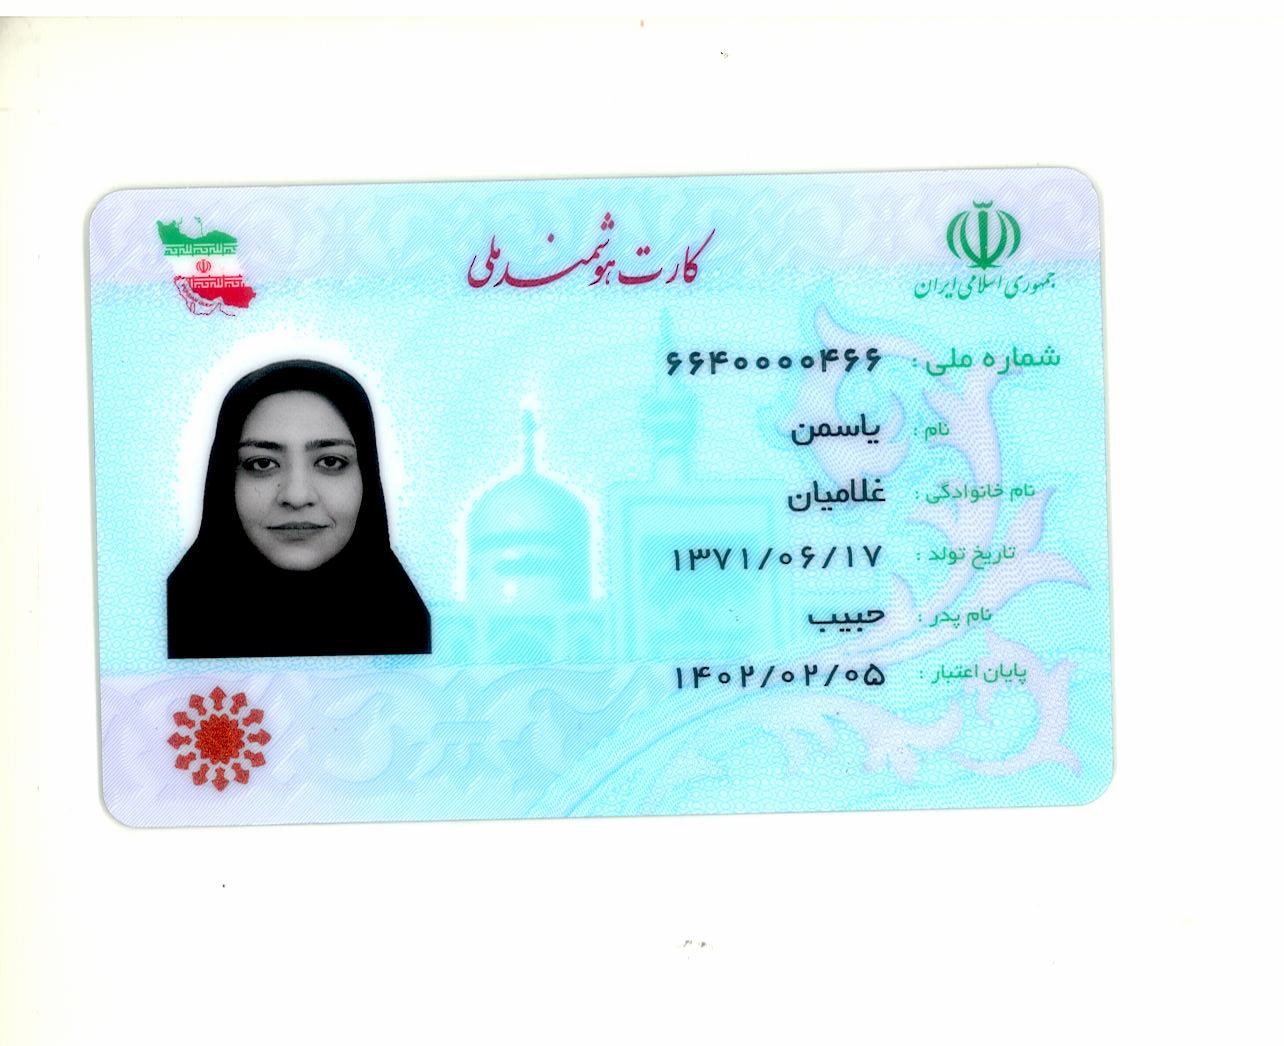 جمهوری اسلامی ایران
کارت هوشمند ملی
شماره ملی : ۶۶۴۰۰۰۰۴۶۶
نام : یاسمن
نام خانوادگی : غلامیان
تاریخ تولد : ۱۳۷۱/۰۶/۱۷
نام پدر : حبیب
پایان اعتبار : ۱۴۰۲/۰۲/۰۵